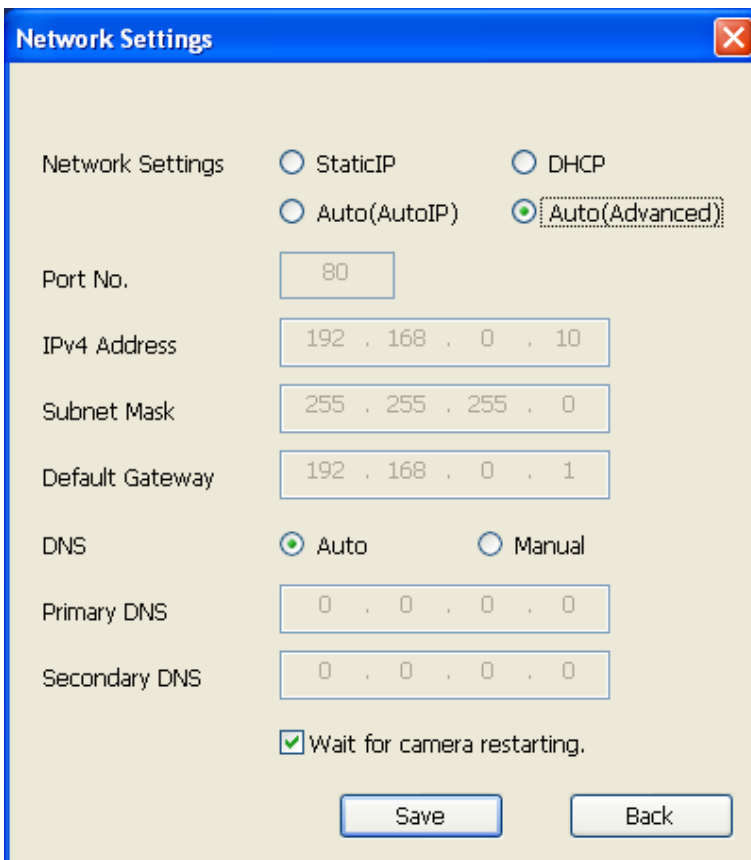 Network Settings
Network Settings StaticIP DHCP
Auto(AutoIP) Auto(Advanced)
Port No. 80
IPv4 Address 192 . 168 . 0 . 10
Subnet Mask 255 . 255 . 255 . 0
Default Gateway 192 . 168 . 0 . 1
DNS Auto Manual
Primary DNS 0 . 0 . 0 . 0
Secondary DNS 0 . 0 . 0 . 0
Wait for camera restarting.
Save Back